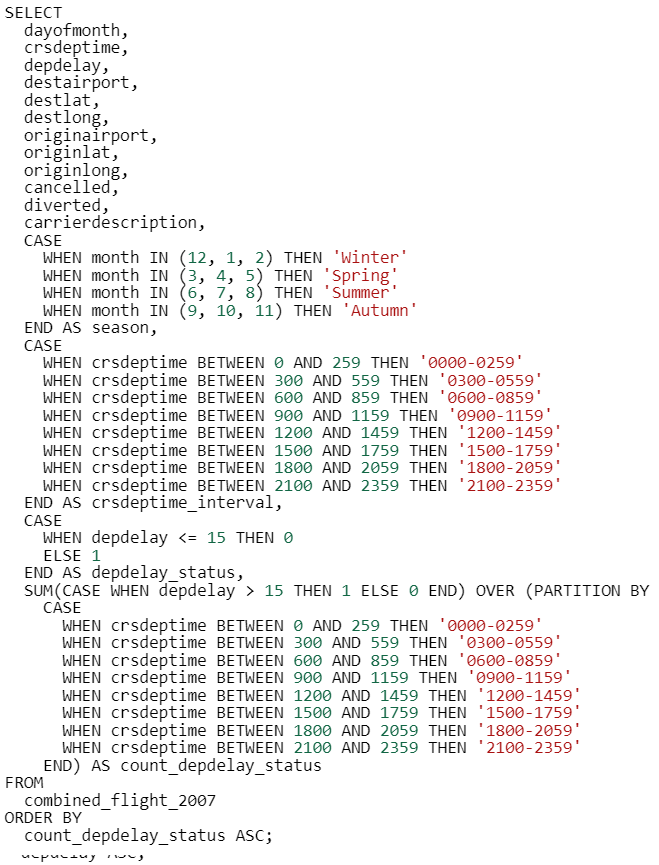 SELECT
dayofmonth,
crsdeptime,
depdelay,
destairport,
destlat,
destlong,
originairport,
originlat,
originlong,
cancelled,
diverted,
carrierdescription,
CASE
WHEN month IN (12, 1, 2) THEN 'Winter'
WHEN month IN (3, 4, 5) THEN 'Spring'
WHEN month IN (6, 7, 8) THEN 'Summer'
WHEN month IN (9, 10, 11) THEN 'Autumn'
END AS season,
CASE
WHEN crsdeptime BETWEEN 0 AND 259 THEN '0000-0259'
WHEN crsdeptime BETWEEN 300 AND 559 THEN '0300-0559'
WHEN crsdeptime BETWEEN 600 AND 859 THEN '0600-0859'
WHEN crsdeptime BETWEEN 900 AND 1159 THEN '0900-1159'
WHEN crsdeptime BETWEEN 1200 AND 1459 THEN '1200-1459'
WHEN crsdeptime BETWEEN 1500 AND 1759 THEN '1500-1759'
WHEN crsdeptime BETWEEN 1800 AND 2059 THEN '1800-2059'
WHEN crsdeptime BETWEEN 2100 AND 2359 THEN '2100-2359'
END AS crsdeptime_interval,
CASE
WHEN depdelay <= 15 THEN 0
ELSE 1
END AS depdelay_status,
SUM(CASE WHEN depdelay > 15 THEN 1 ELSE 0 END) OVER (PARTITION BY
CASE
WHEN crsdeptime BETWEEN 0 AND 259 THEN '0000-0259'
WHEN crsdeptime BETWEEN 300 AND 559 THEN '0300-0559'
WHEN crsdeptime BETWEEN 600 AND 859 THEN '0600-0859'
WHEN crsdeptime BETWEEN 900 AND 1159 THEN '0900-1159'
WHEN crsdeptime BETWEEN 1200 AND 1459 THEN '1200-1459'
WHEN crsdeptime BETWEEN 1500 AND 1759 THEN '1500-1759'
WHEN crsdeptime BETWEEN 1800 AND 2059 THEN '1800-2059'
WHEN crsdeptime BETWEEN 2100 AND 2359 THEN '2100-2359'
END) AS count_depdelay_status
FROM
combined_flight_2007
ORDER BY
count_depdelay_status ASC;